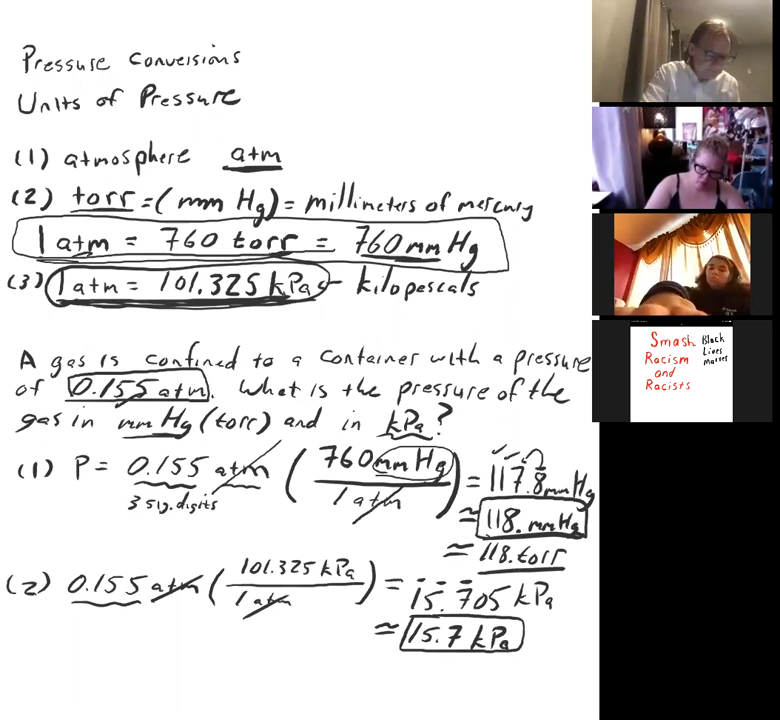 Pressure Conversions
Units of Pressure
(1) atmosphere atm
(2) torr = (mm Hg) = millimeters of mercury
1 atm = 760 torr = 760 mm Hg
(3) 1 atm = 101.325 kPa - kilopescals
A gas is confined to a container with a pressure
of 0.155 atm. What is the pressure of the
gas in mm Hg (torr) and in kPa?
(1) P = 0.155 atm (760 mm Hg / 1 atm) = 117.8 mm Hg
3 sig. digits
≈ 118. mm Hg
≈ 118. torr
(2) 0.155 atm (101.325 kPa / 1 atm) = 15.705 kPa
≈ 15.7 kPa
Smash
Racism
and
Racists
Black
Lives
Matter